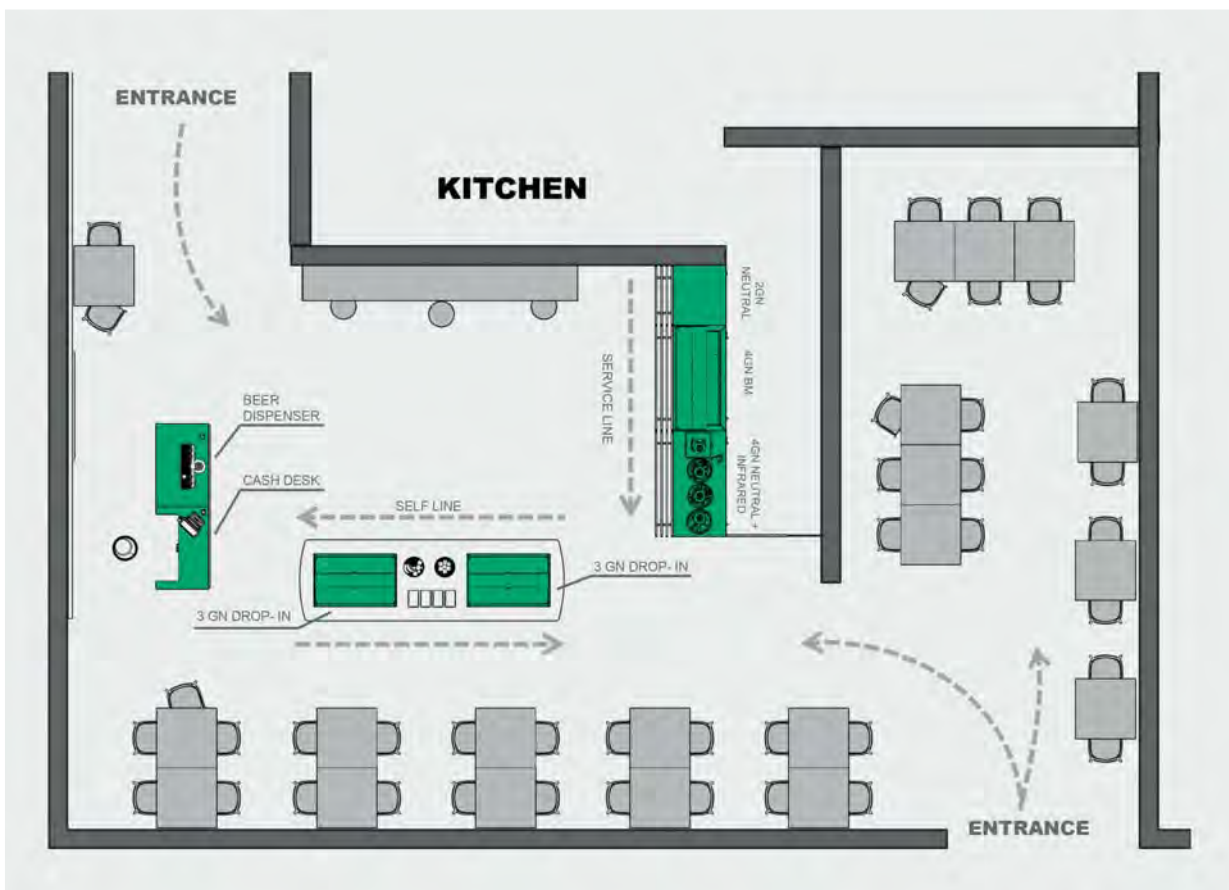 ENTRANCE
KITCHEN
2GN
NEUTRAL
4GN BM
4GN NEUTRAL +
INFRARED
SERVICE LINE
BEER
DISPENSER
CASH DESK
SELF LINE
3 GN DROP- IN
3 GN DROP- IN
ENTRANCE